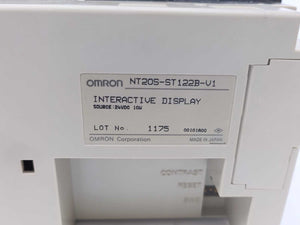 OMRON NT20S-ST122B-V1
INTERACTIVE DISPLAY
SOURCE:24VDC 10W
LOT No. 1175 00151800
OMRON Corporation MADE IN JAPAN
CONTRAST
RESET